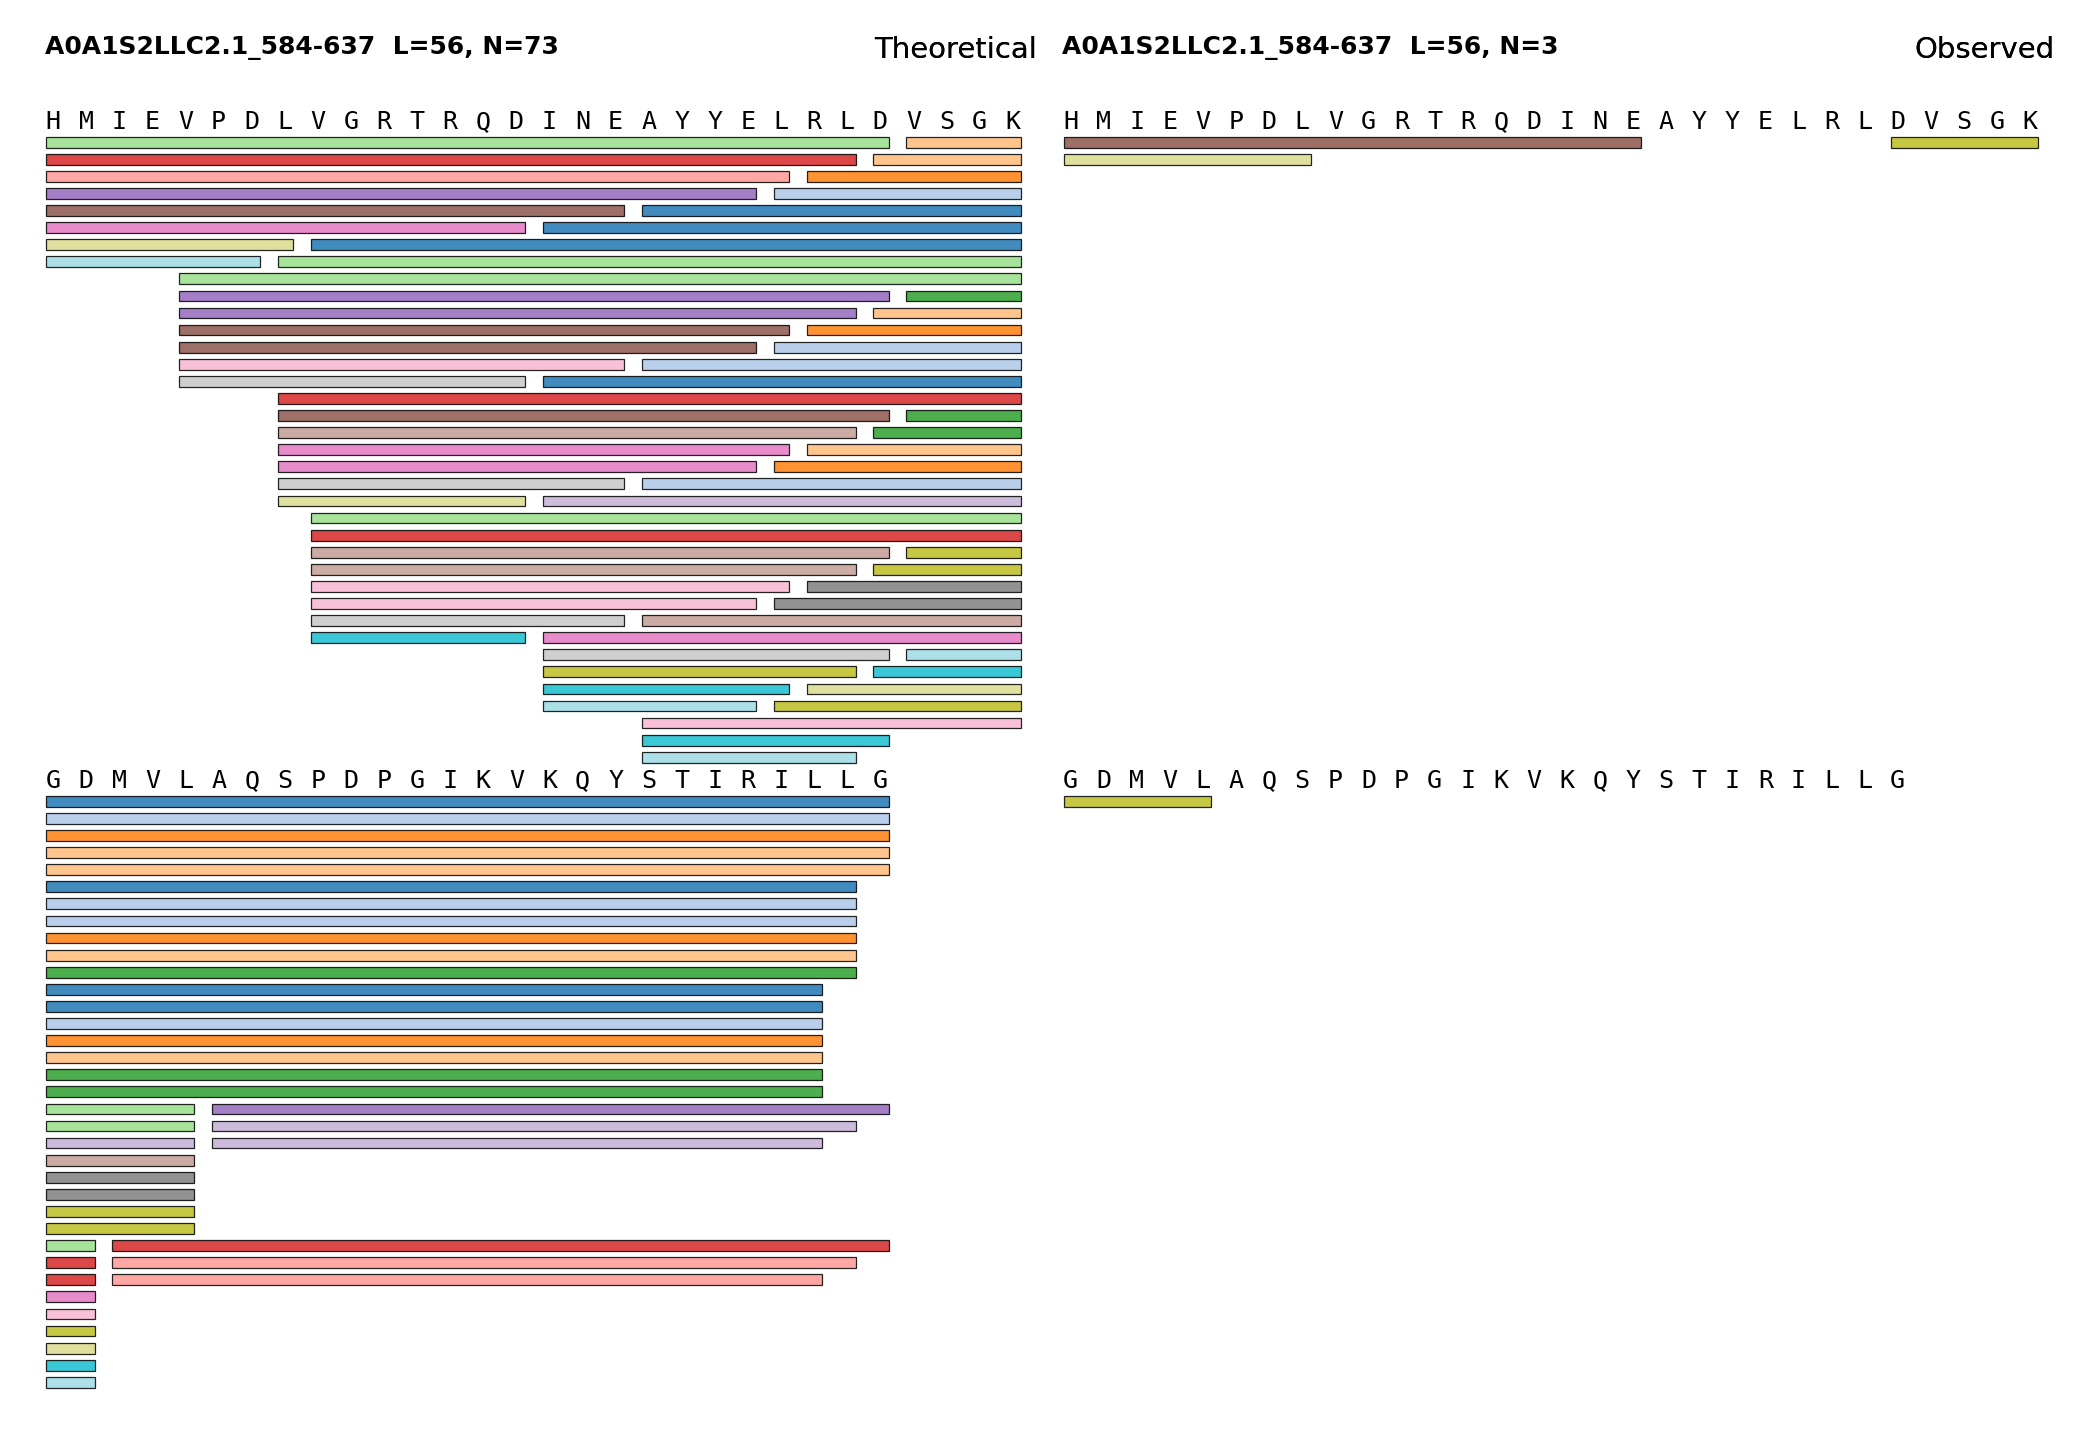 A0A1S2LLC2.1_584-637 L=56, N=73 Theoretical
H M I E V P D L V G R T R Q D I N E A Y Y E L R L D V S G K
G D M V L A Q S P D P G I K V K Q Y S T I R I L L G
A0A1S2LLC2.1_584-637 L=56, N=3 Observed
H M I E V P D L V G R T R Q D I N E A Y Y E L R L D V S G K
G D M V L A Q S P D P G I K V K Q Y S T I R I L L G